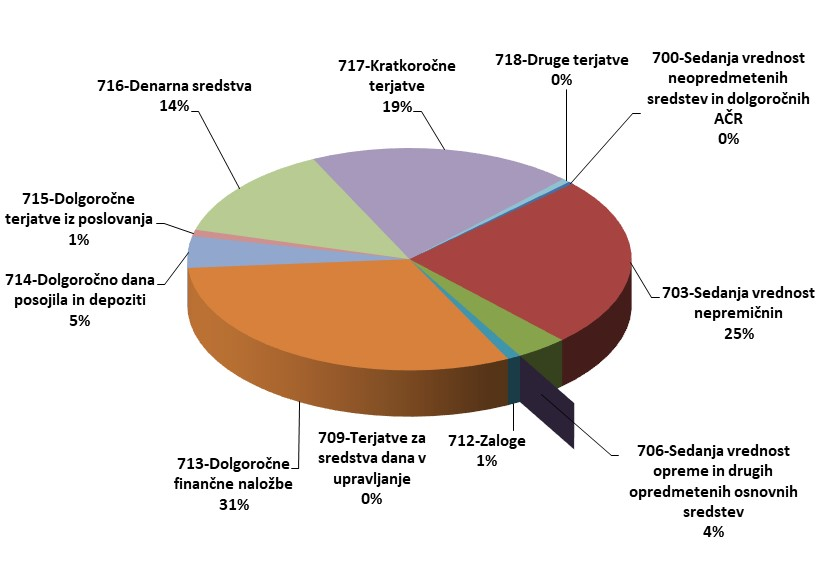 717-Kratkoročne
terjatve
19%
718-Druge terjatve
0%
700-Sedanja vrednost
neopredmetenih
sredstev in dolgoročnih
AČR
0%
716-Denarna sredstva
14%
715-Dolgoročne
terjatve iz poslovanja
1%
714-Dolgoročno dana
posojila in depoziti
5%
703-Sedanja vrednost
nepremičnin
25%
713-Dolgoročne
finančne naložbe
31%
709-Terjatve za
sredstva dana v
upravljanje
0%
712-Zaloge
1%
706-Sedanja vrednost
opreme in drugih
opredmetenih osnovnih
sredstev
4%